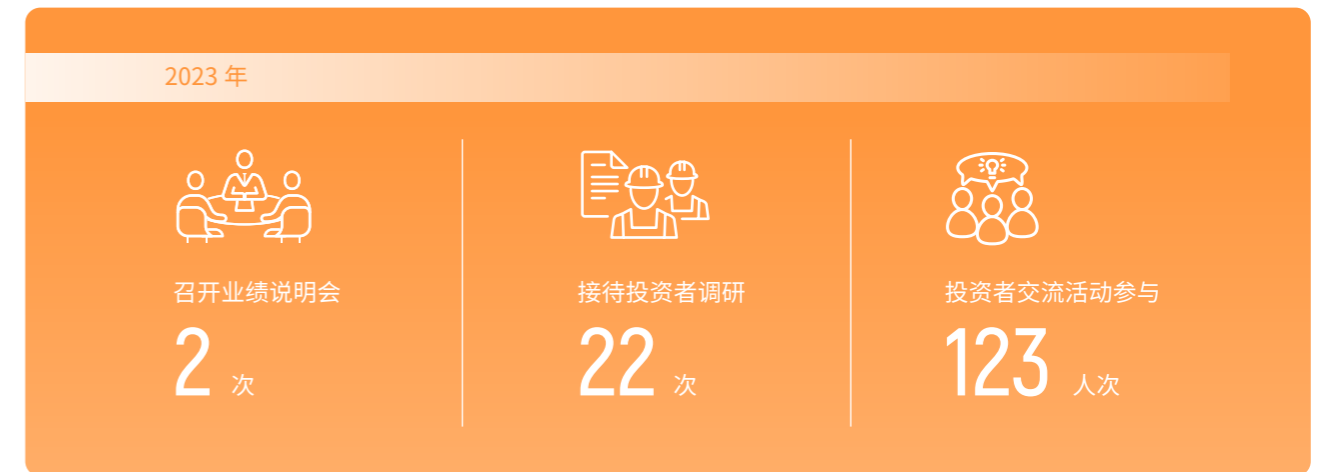 2023 年
召开业绩说明会
2 次
接待投资者调研
22 次
投资者交流活动参与
123 人次